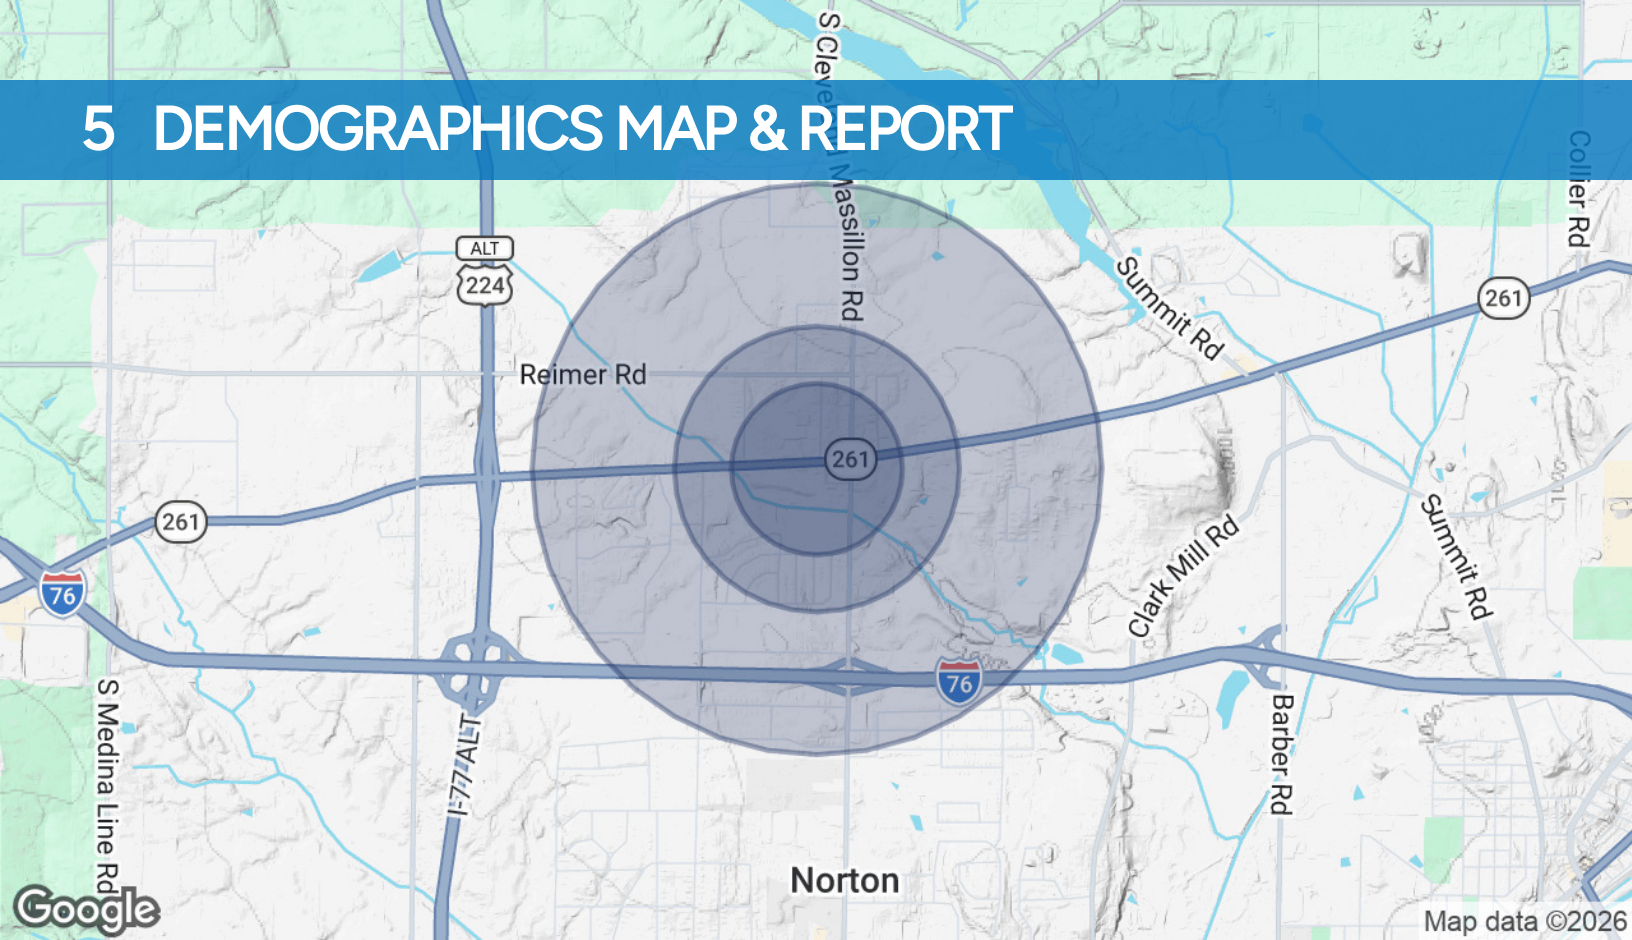 5 DEMOGRAPHICS MAP & REPORT
S Cleveland Massillon Rd
Collier Rd
ALT
224
Summit Rd
261
Reimer Rd
261
261
76
Summit Rd
Clark Mill Rd
76
S Medina Line Rd
I-77 ALT
Barber Rd
Norton
Google
Map data ©2026